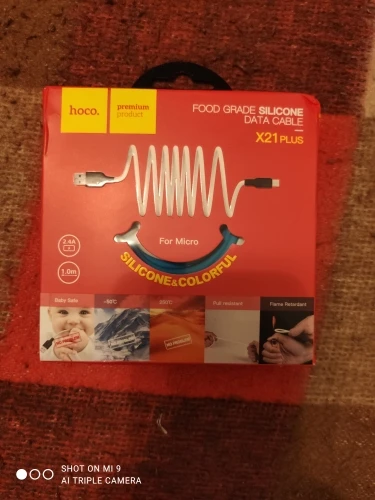 hoco.
premium
product
FOOD GRADE SILICONE
DATA CABLE
X21 PLUS
For Micro
SILICONE&COLORFUL
2.4A
1.0m
Baby Safe
-50℃
Pull resistant
Flame Retardant
SHOT ON MI 9
AI TRIPLE CAMERA